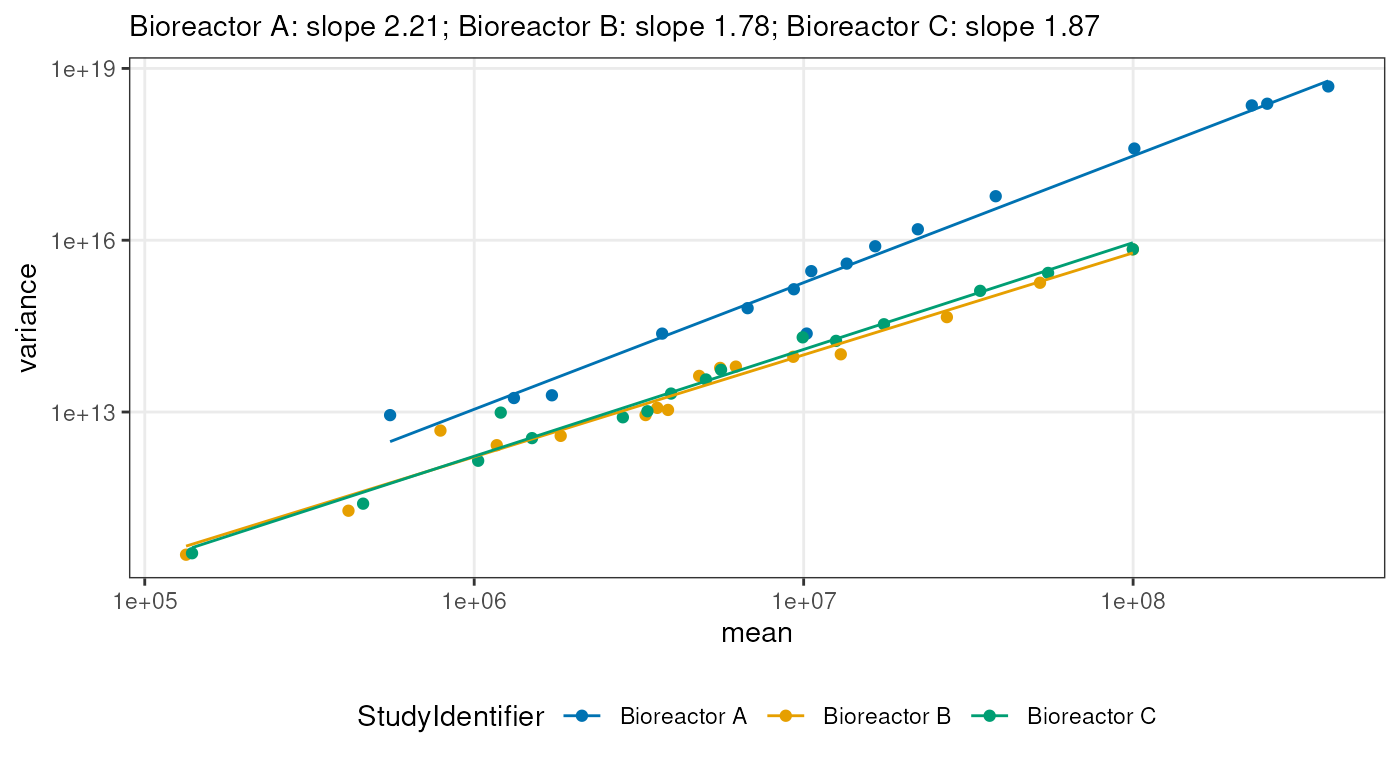 Bioreactor A: slope 2.21; Bioreactor B: slope 1.78; Bioreactor C: slope 1.87
1e+19
1e+16
1e+13
variance
1e+05 1e+06 1e+07 1e+08
mean
StudyIdentifier Bioreactor A Bioreactor B Bioreactor C